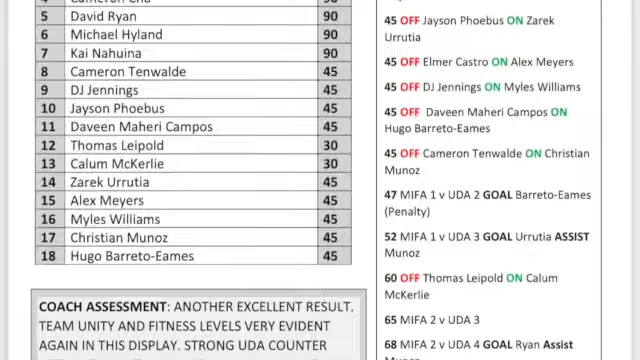 5 David Ryan 90
6 Michael Hyland 90
7 Kai Nahuina 90
8 Cameron Tenwalde 45
9 DJ Jennings 45
10 Jayson Phoebus 45
11 Daveen Maheri Campos 45
12 Thomas Leipold 30
13 Calum McKerlie 30
14 Zarek Urrutia 45
15 Alex Meyers 45
16 Myles Williams 45
17 Christian Munoz 45
18 Hugo Barreto-Eames 45
COACH ASSESSMENT: ANOTHER EXCELLENT RESULT.
TEAM UNITY AND FITNESS LEVELS VERY EVIDENT
AGAIN IN THIS DISPLAY. STRONG UDA COUNTER
45 OFF Jayson Phoebus ON Zarek
Urrutia
45 OFF Elmer Castro ON Alex Meyers
45 OFF DJ Jennings ON Myles Williams
45 OFF Daveen Maheri Campos ON
Hugo Barreto-Eames
45 OFF Cameron Tenwalde ON Christian
Munoz
47 MIFA 1 v UDA 2 GOAL Barreto-Eames
(Penalty)
52 MIFA 1 v UDA 3 GOAL Urrutia ASSIST
Munoz
60 OFF Thomas Leipold ON Calum
McKerlie
65 MIFA 2 v UDA 3
68 MIFA 2 v UDA 4 GOAL Ryan Assist